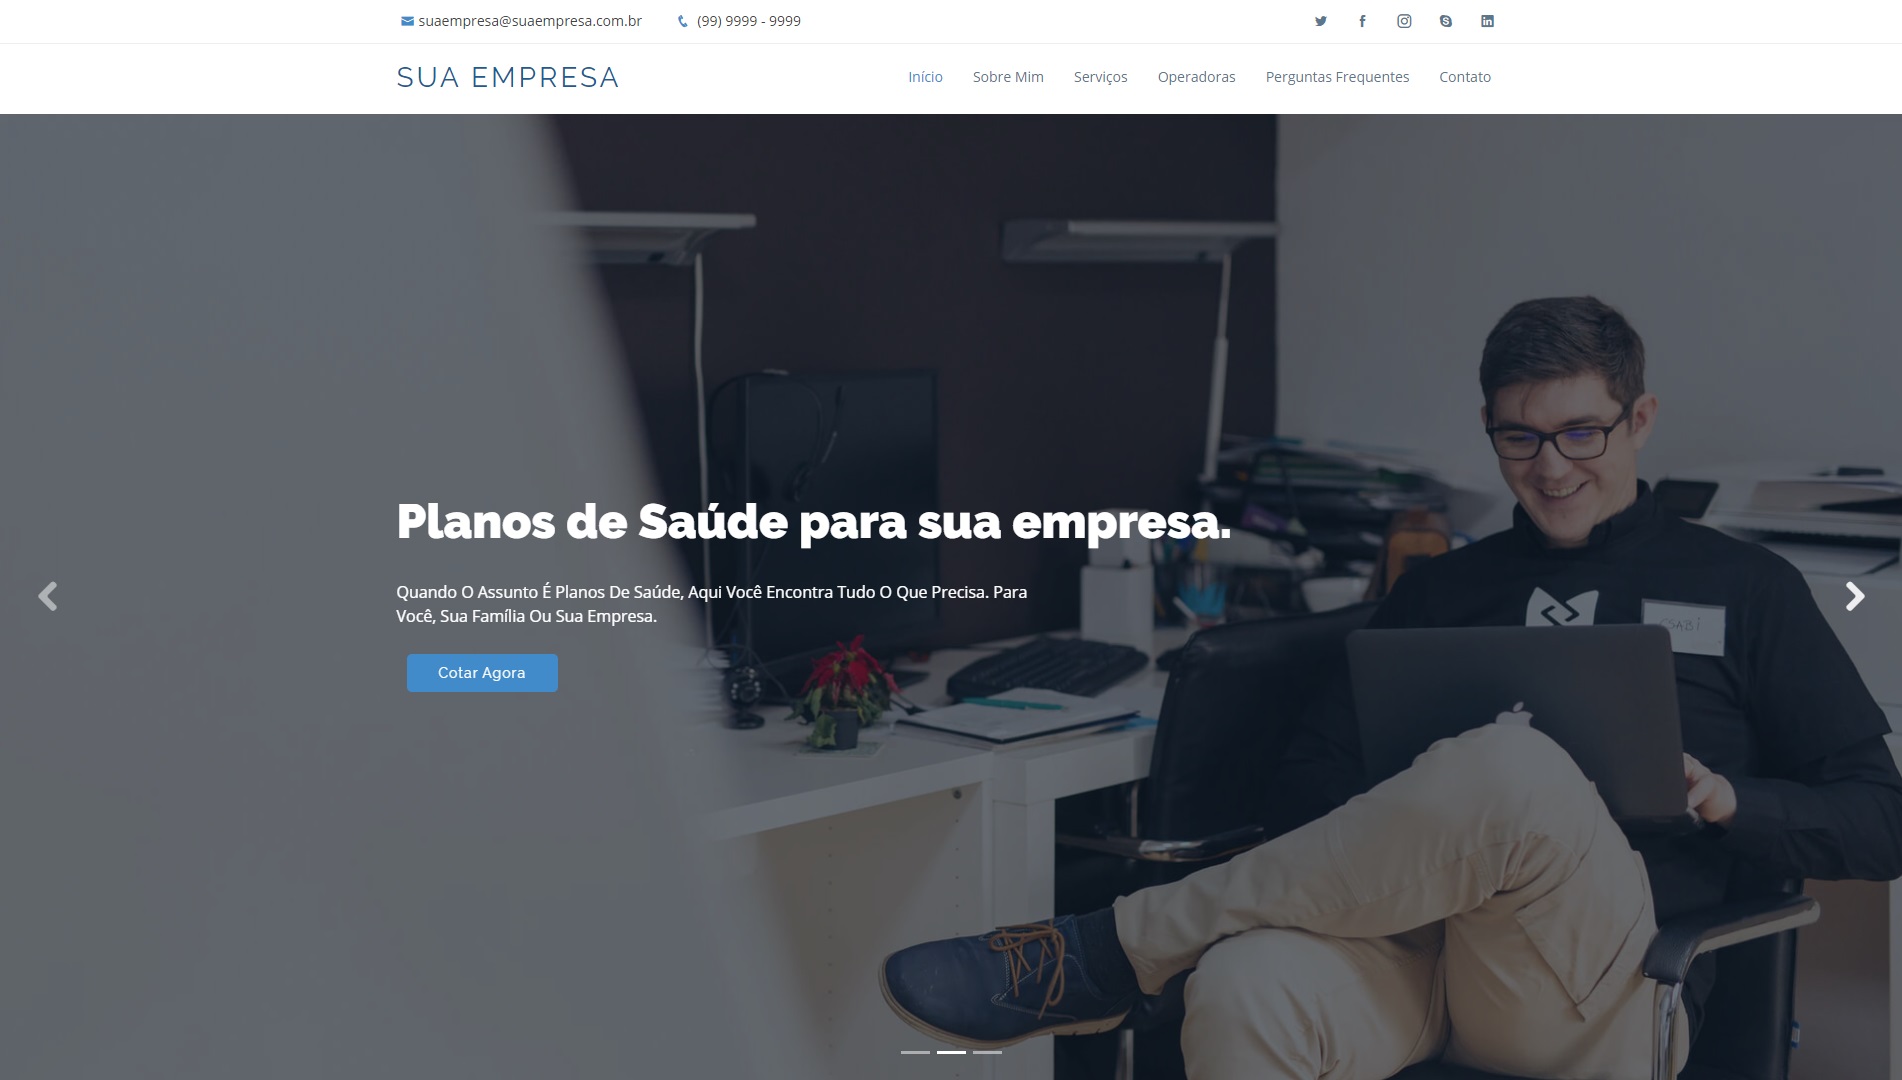 suaempresa@suaempresa.com.br (99) 9999 - 9999
SUA EMPRESA
Início Sobre Mim Serviços Operadoras Perguntas Frequentes Contato
Planos de Saúde para sua empresa.
Quando O Assunto É Planos De Saúde, Aqui Você Encontra Tudo O Que Precisa. Para
Você, Sua Família Ou Sua Empresa.
CSABI
Cotar Agora